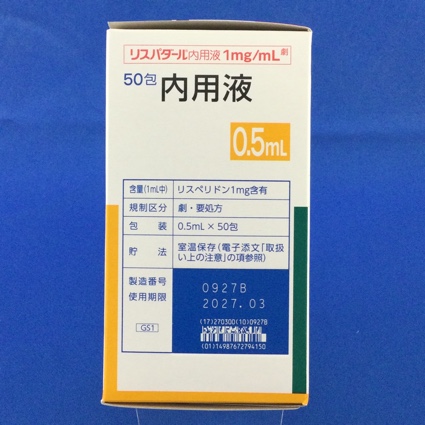 リスパダール内用液 1mg/mL 劇
50包 内用液
0.5mL
含量(1mL中) リスペリドン1mg含有
規制区分 劇・要処方
包装 0.5mL×50包
貯法 室温保存(電子添文「取扱
い上の注意」の項参照)
製造番号 0927B
使用期限 2027.03
(17)270300(10)0927B
GS1
(01)14987672794150